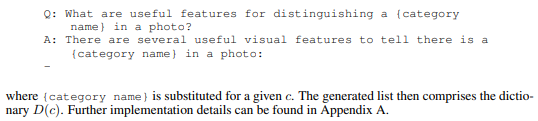 Q: What are useful features for distinguishing a {category
name} in a photo?
A: There are several useful visual features to tell there is a
{category name} in a photo:
-
where {category name} is substituted for a given c. The generated list then comprises the dictio-
nary D(c). Further implementation details can be found in Appendix A.